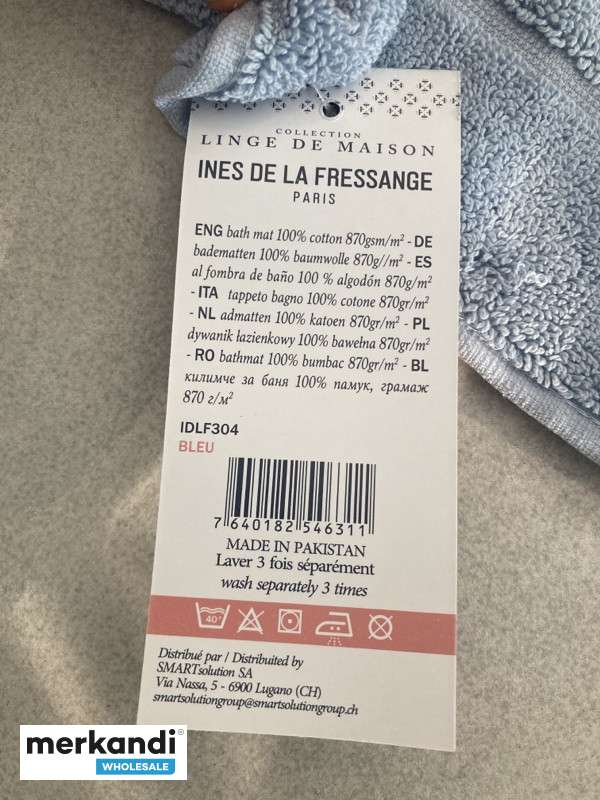 COLLECTION
LINGE DE MAISON
INES DE LA FRESSANGE
PARIS
ENG bath mat 100% cotton 870gsm/m² - DE
badematten 100% baumwolle 870g//m² - ES
al fombra de baño 100 % algodón 870g/m²
- ITA tappeto bagno 100% cotone 870gr/m²
- NL admatten 100% katoen 870gr/m² - PL
dywanik łazienkowy 100% bawełna 870gr/m²
- RO bathmat 100% bumbac 870gr/m² - BL
килимче за баня 100% памук, грамаж
870 г/м²
IDLF304
BLEU
7 640182 546311
MADE IN PAKISTAN
Laver 3 fois séparément
wash separately 3 times
40°
Distribué par / Distributed by
SMARTsolution SA
Via Nassa, 5 - 6900 Lugano (CH)
smartsolutiongroup@smartsolutiongroup.ch
merkandi®
WHOLESALE